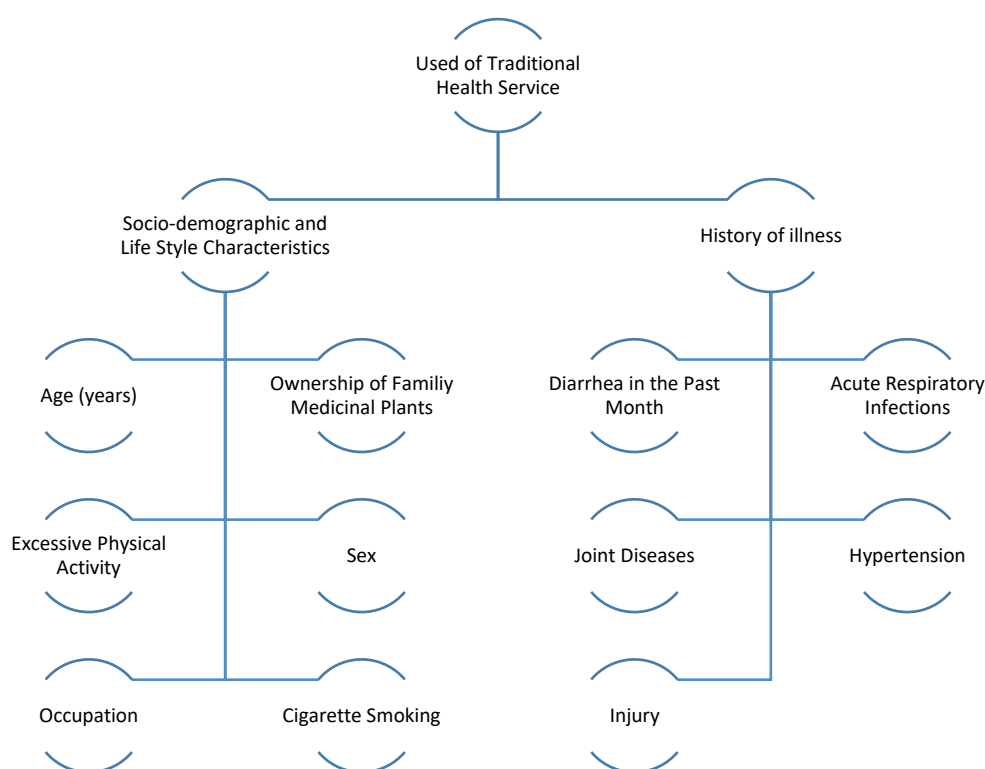 Used of Traditional
Health Service
Socio-demographic and
Life Style Characteristics
History of illness
Age (years)
Ownership of Familiy
Medicinal Plants
Diarrhea in the Past
Month
Acute Respiratory
Infections
Excessive Physical
Activity
Sex
Joint Diseases
Hypertension
Occupation
Cigarette Smoking
Injury